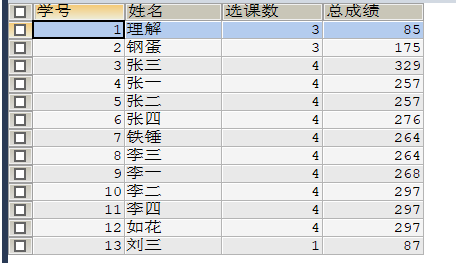 学号 姓名 选课数 总成绩
1 理解 3 85
2 钢蛋 3 175
3 张三 4 329
4 张一 4 257
5 张二 4 257
6 张四 4 276
7 铁锤 4 264
8 李三 4 264
9 李一 4 268
10 李二 4 297
11 李四 4 297
12 如花 4 297
13 刘三 1 87